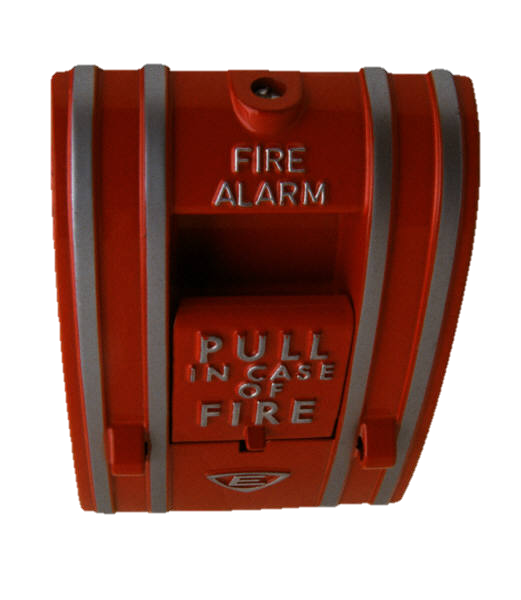 FIRE
ALARM
PULL
IN CASE
OF
FIRE
E